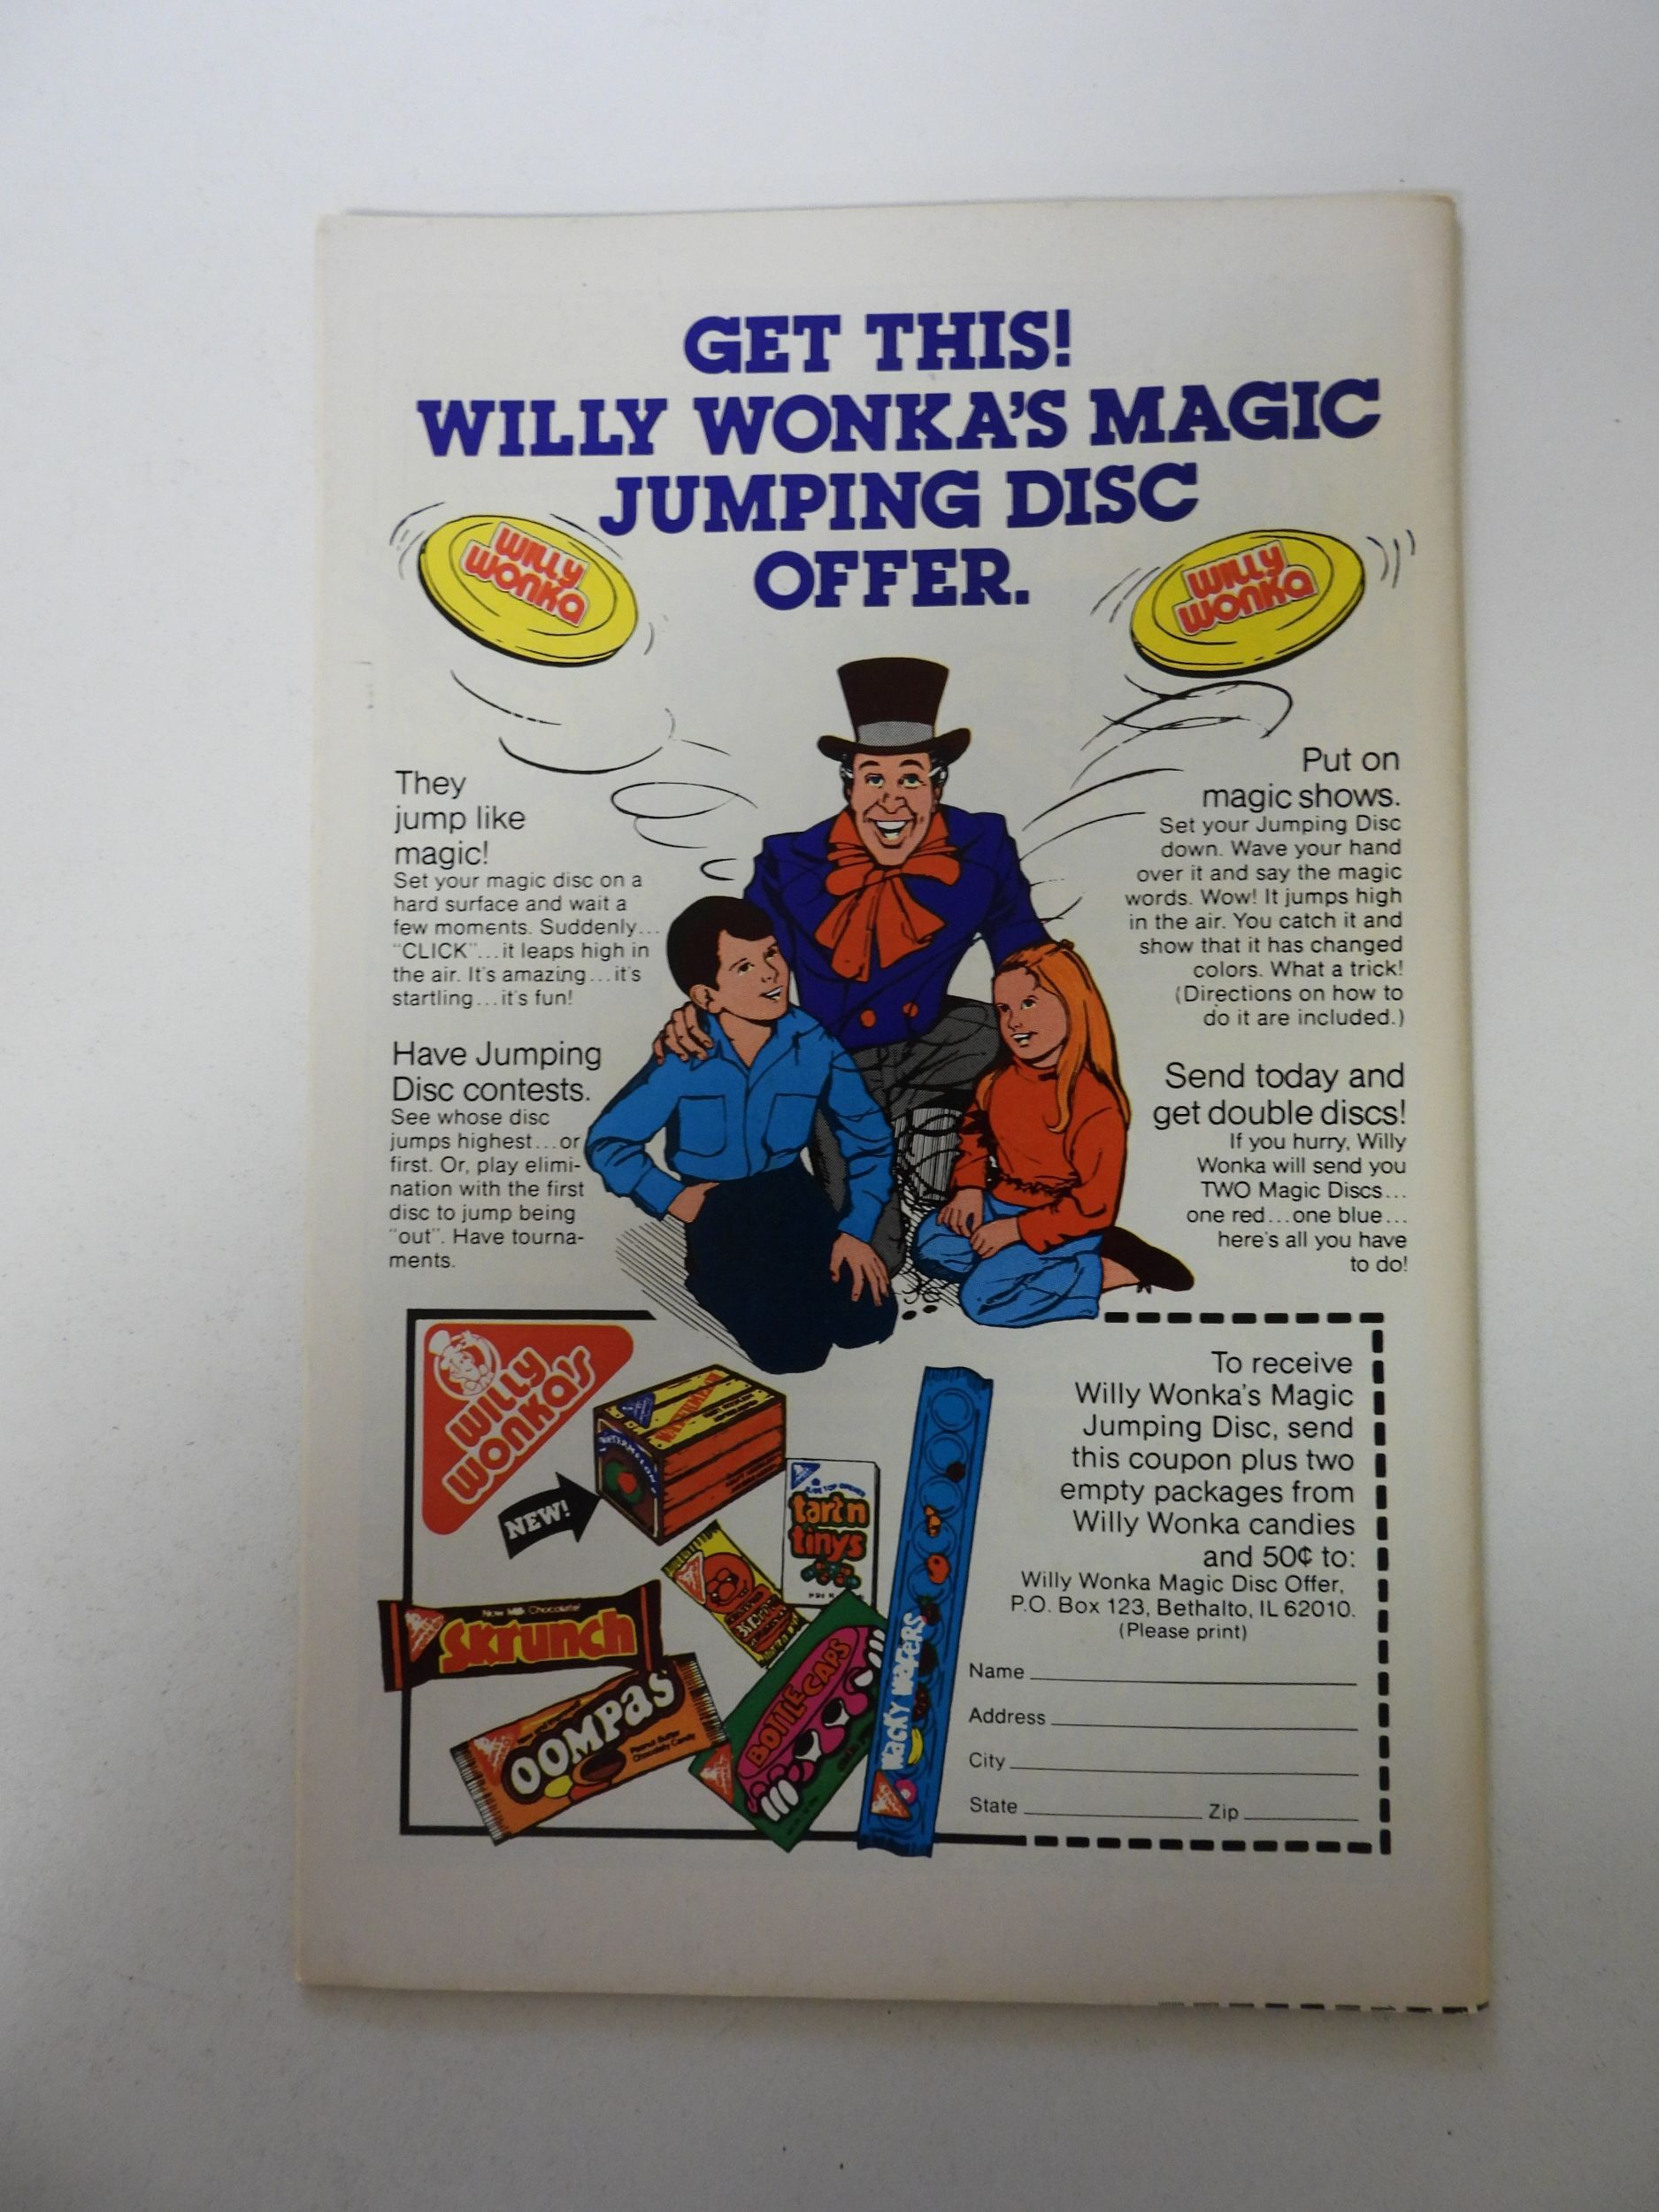 GET THIS!
WILLY WONKA'S MAGIC
JUMPING DISC
OFFER.
WILLY
WONKA
WILLY
WONKA
They
jump like
magic!
Set your magic disc on a
hard surface and wait a
few moments. Suddenly...
"CLICK"...it leaps high in
the air. It's amazing...it's
startling...it's fun!
Have Jumping
Disc contests.
See whose disc
jumps highest...or
first. Or, play elimi-
nation with the first
disc to jump being
"out". Have tourna-
ments.
Put on
magic shows.
Set your Jumping Disc
down. Wave your hand
over it and say the magic
words. Wow! It jumps high
in the air. You catch it and
show that it has changed
colors. What a trick!
(Directions on how to
do it are included.)
Send today and
get double discs!
If you hurry, Willy
Wonka will send you
TWO Magic Discs...
one red...one blue...
here's all you have
to do!
WILLY
WONKA'S
NEW!
WATERMELON
WATERMELON
tart n
tinys
Now Milk Chocolate!
Skrunch
OOMPAS
Peanut Butter
Chocolaty Candy
BOTTLE CAPS
WACKY WAFERS
To receive
Willy Wonka's Magic
Jumping Disc, send
this coupon plus two
empty packages from
Willy Wonka candies
and 50¢ to:
Willy Wonka Magic Disc Offer,
P.O. Box 123, Bethalto, IL 62010.
(Please print)
Name
Address
City
State Zip